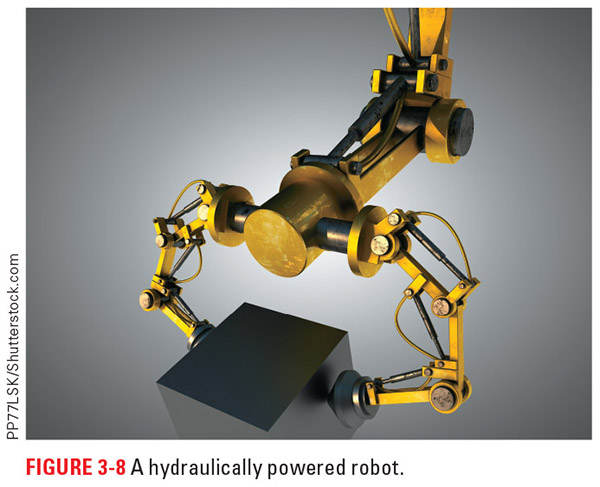 PP77LSK/Shutterstock.com
FIGURE 3-8 A hydraulically powered robot.